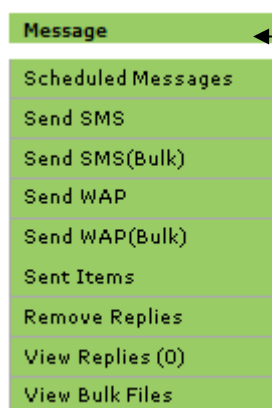 Message
Scheduled Messages
Send SMS
Send SMS(Bulk)
Send WAP
Send WAP(Bulk)
Sent Items
Remove Replies
View Replies (0)
View Bulk Files